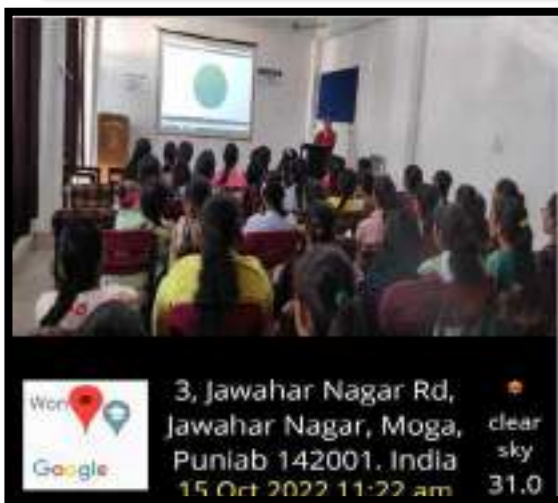 3, Jawahar Nagar Rd,
Jawahar Nagar, Moga,
Punjab 142001. India
15 Oct 2022 11:22 am
Won
Google
clear
sky
31.0